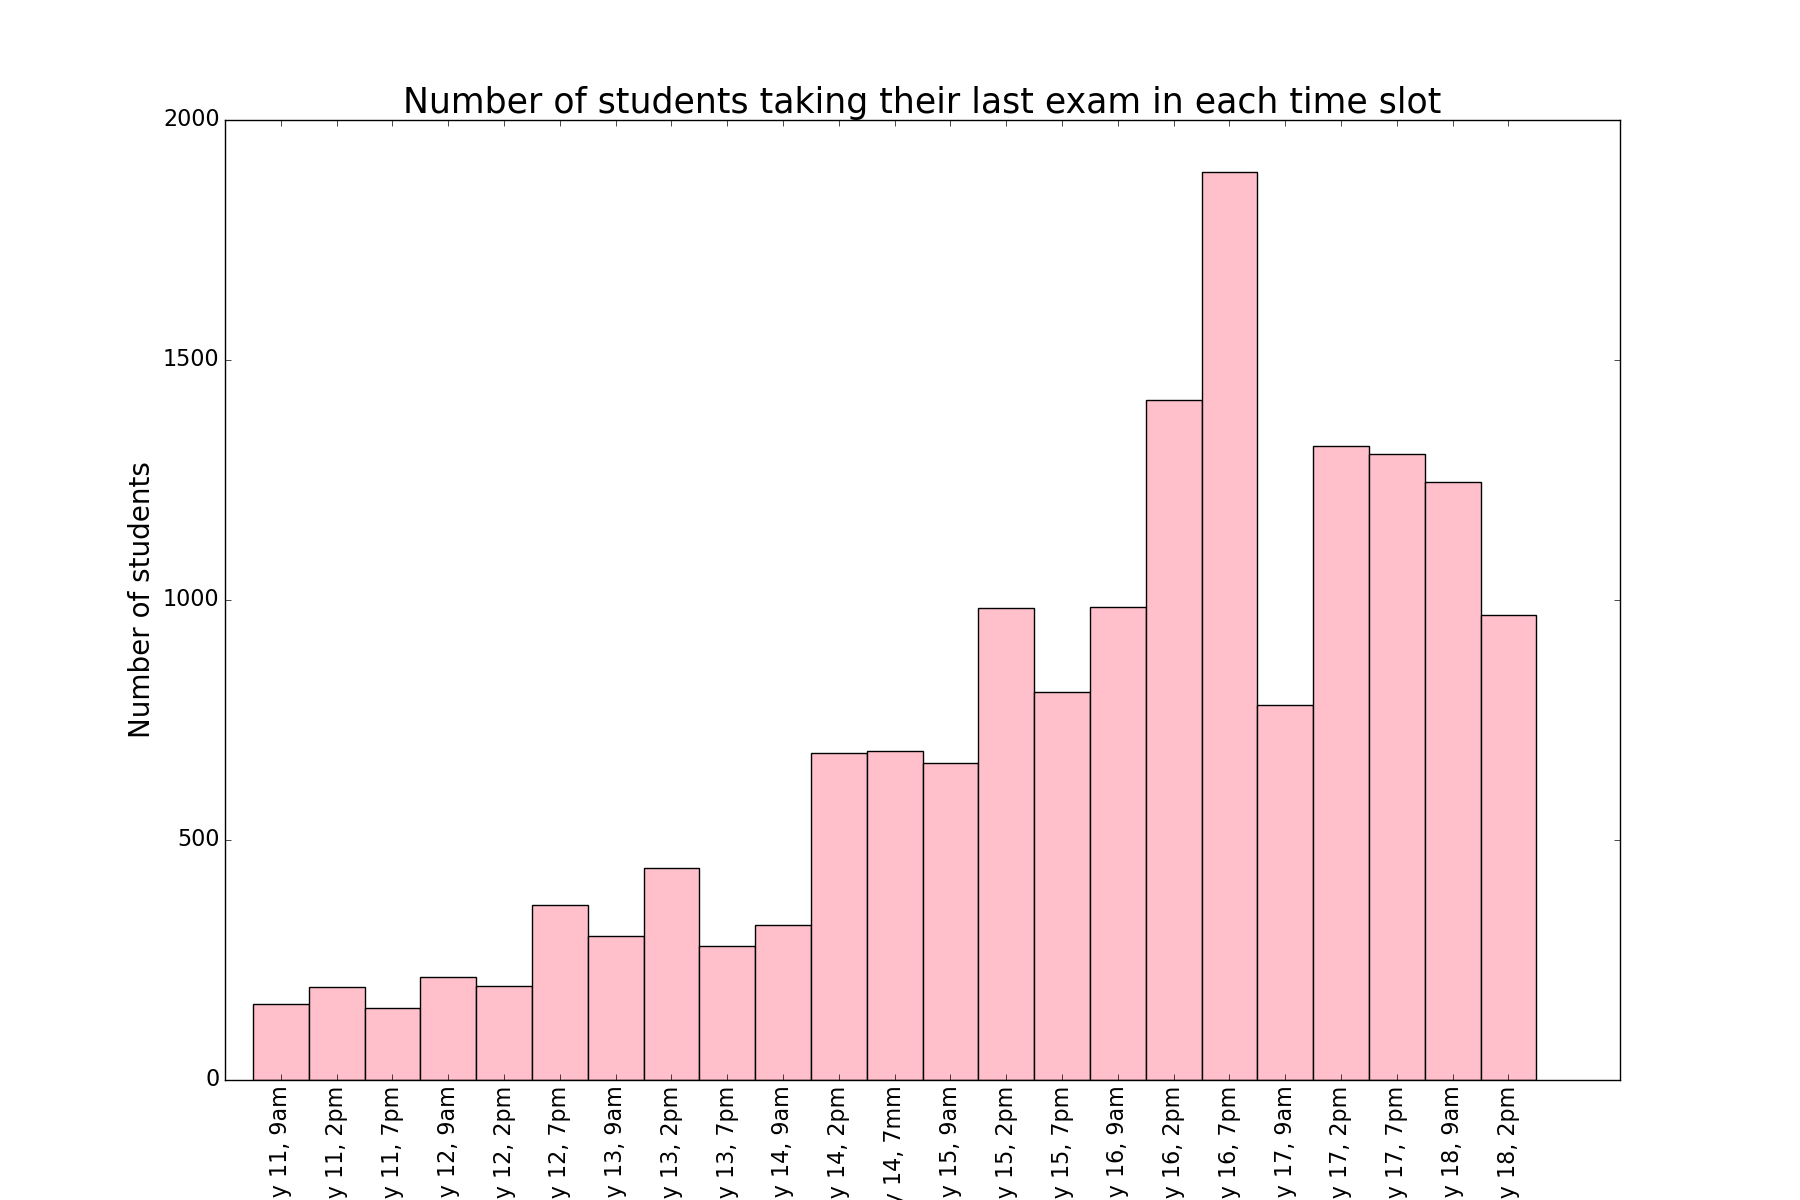 Number of students taking their last exam in each time slot
Number of students
2000
1500
1000
500
0
y 11, 9am
y 11, 2pm
y 11, 7pm
y 12, 9am
y 12, 2pm
y 12, 7pm
y 13, 9am
y 13, 2pm
y 13, 7pm
y 14, 9am
y 14, 2pm
y 14, 7mm
y 15, 9am
y 15, 2pm
y 15, 7pm
y 16, 9am
y 16, 2pm
y 16, 7pm
y 17, 9am
y 17, 2pm
y 17, 7pm
y 18, 9am
y 18, 2pm